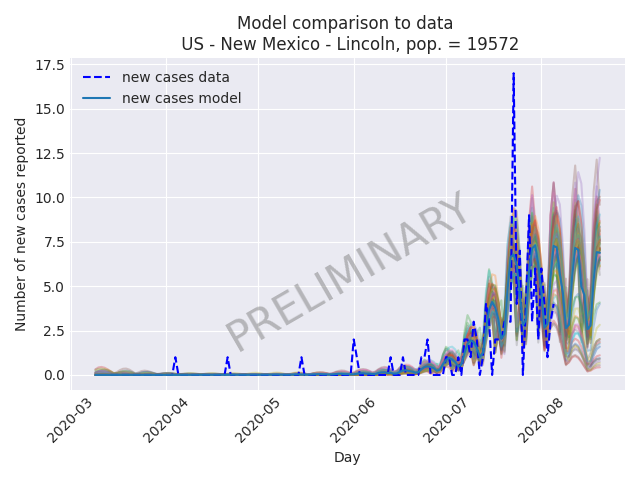 Model comparison to data
US - New Mexico - Lincoln, pop. = 19572
new cases data
new cases model
Number of new cases reported
17.5
15.0
12.5
10.0
7.5
5.0
2.5
0.0
PRELIMINARY
2020-03
2020-04
2020-05
2020-06
2020-07
2020-08
Day